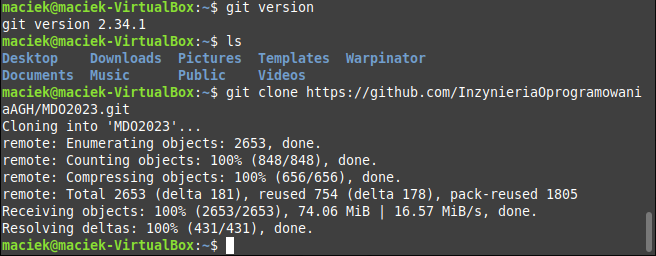 maciek@maciek-VirtualBox:~$ git version
git version 2.34.1
maciek@maciek-VirtualBox:~$ ls
Desktop    Downloads  Pictures  Templates  Warpinator
Documents  Music      Public    Videos
maciek@maciek-VirtualBox:~$ git clone https://github.com/InzynieriaOprogramowani
aAGH/MDO2023.git
Cloning into 'MDO2023'...
remote: Enumerating objects: 2653, done.
remote: Counting objects: 100% (848/848), done.
remote: Compressing objects: 100% (656/656), done.
remote: Total 2653 (delta 181), reused 754 (delta 178), pack-reused 1805
Receiving objects: 100% (2653/2653), 74.06 MiB | 16.57 MiB/s, done.
Resolving deltas: 100% (431/431), done.
maciek@maciek-VirtualBox:~$